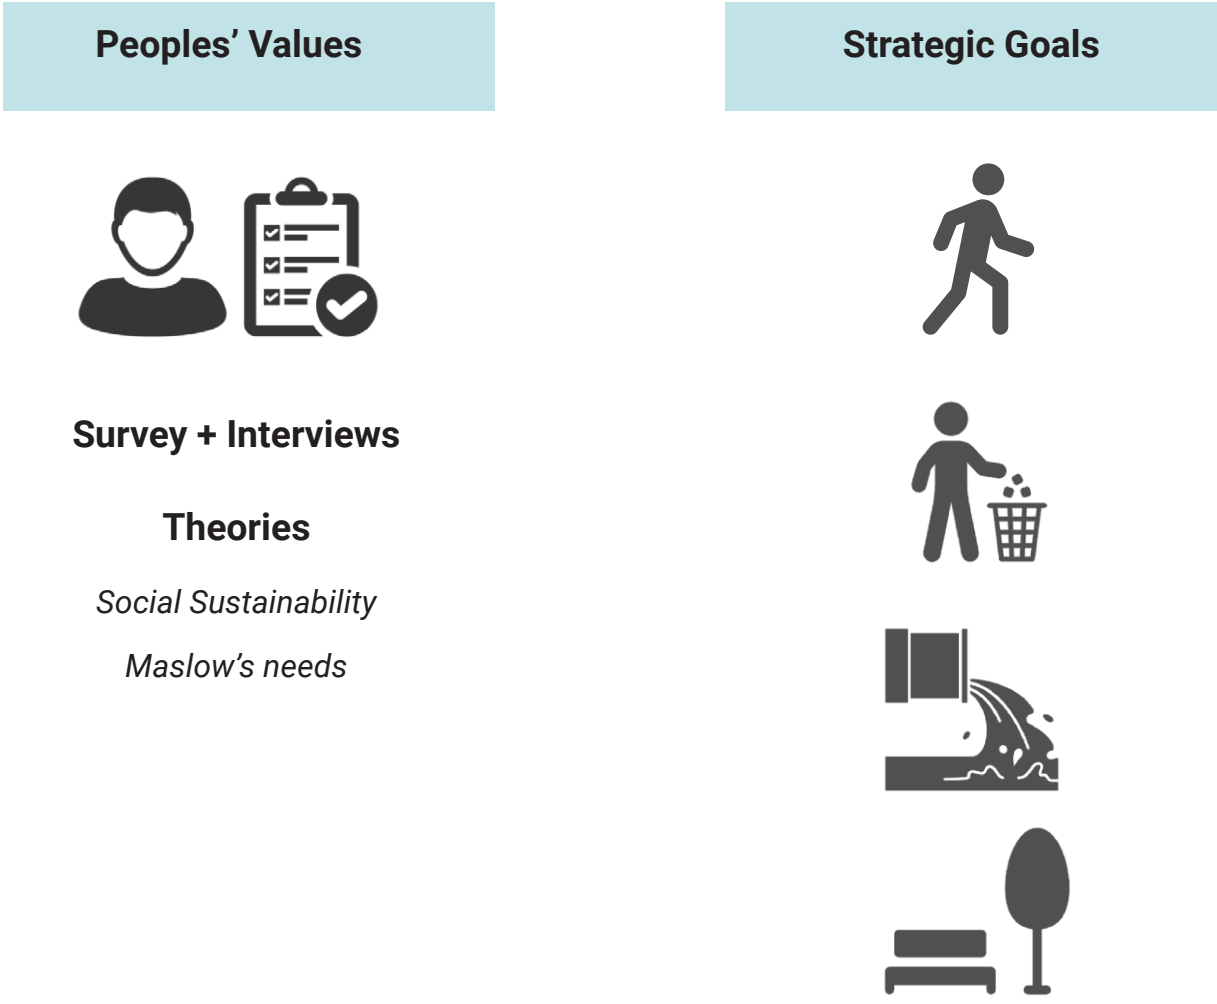 Peoples’ Values
Strategic Goals
Survey + Interviews
Theories
Social Sustainability
Maslow’s needs